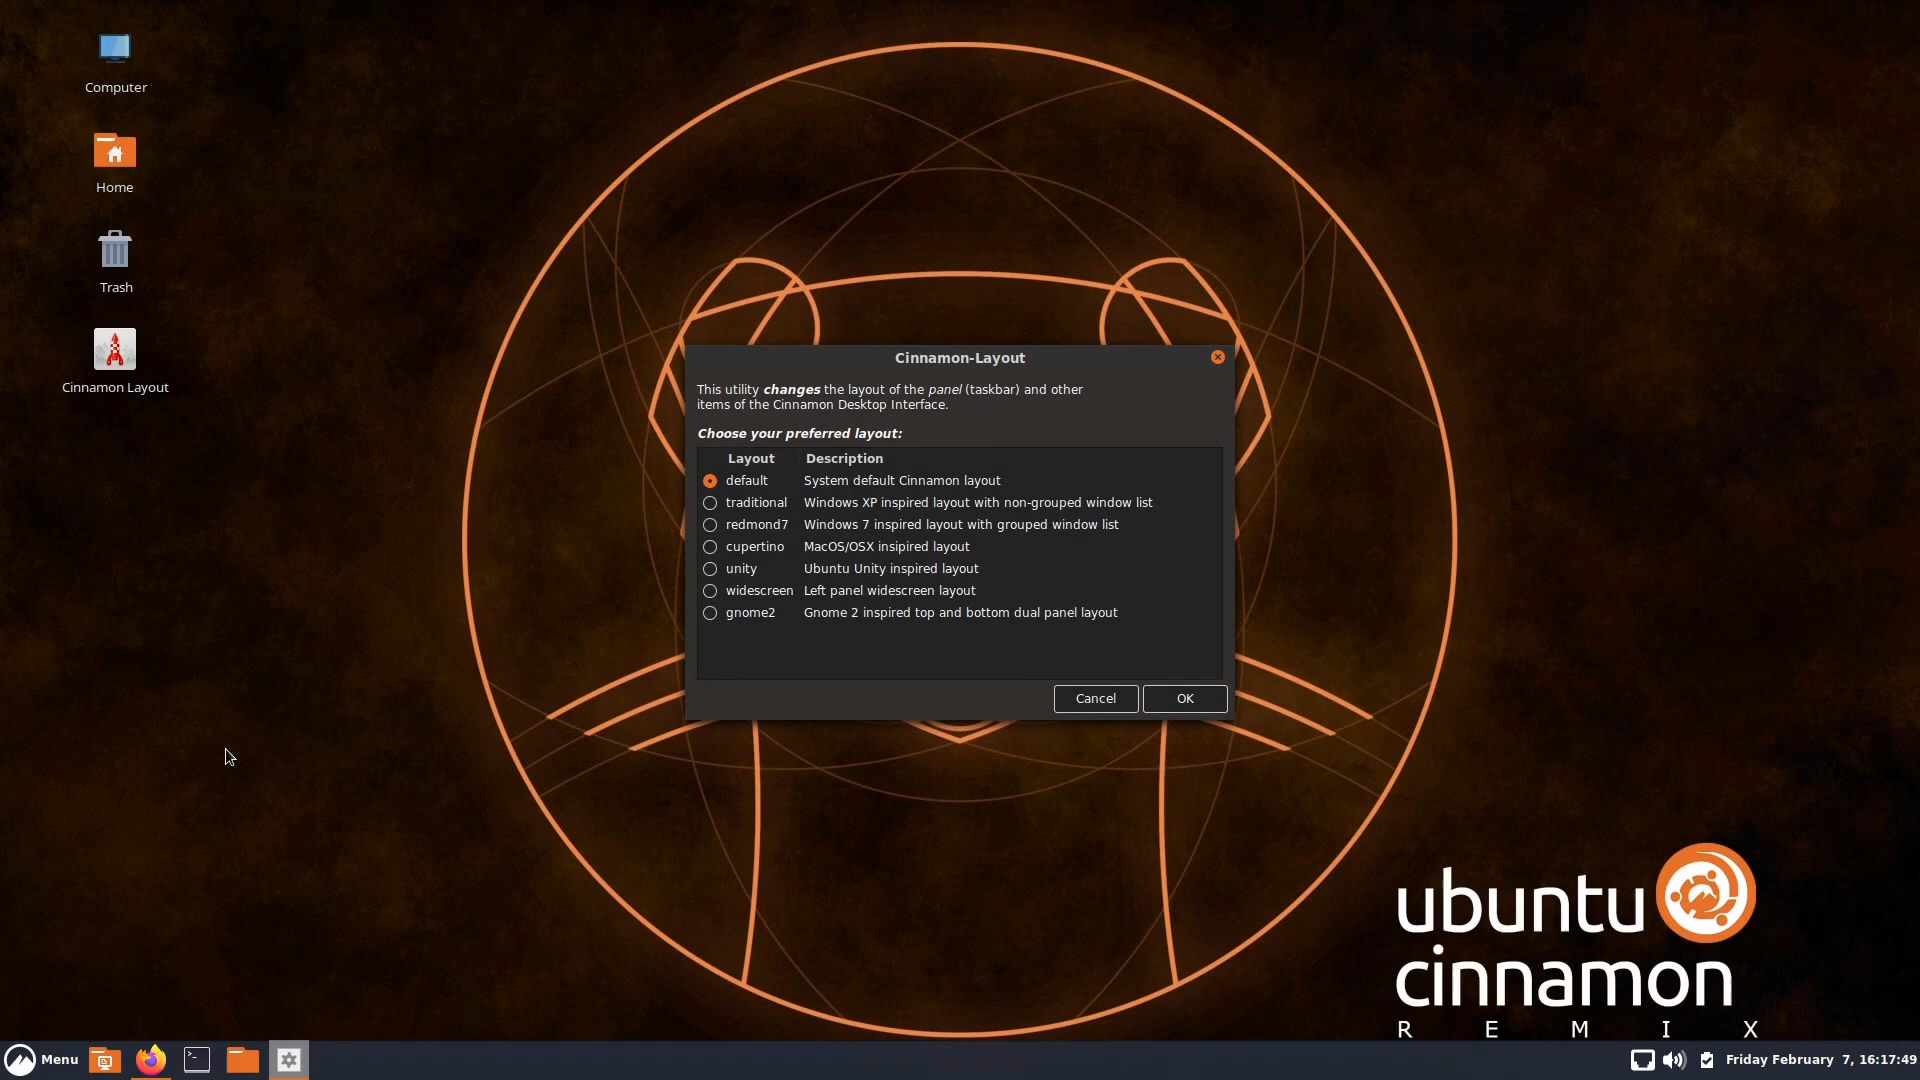 Computer
Home
Trash
Cinnamon Layout
Cinnamon-Layout
This utility changes the layout of the panel (taskbar) and other
items of the Cinnamon Desktop Interface.
Choose your preferred layout:
Layout Description
default System default Cinnamon layout
traditional Windows XP inspired layout with non-grouped window list
redmond7 Windows 7 inspired layout with grouped window list
cupertino MacOS/OSX insipired layout
unity Ubuntu Unity inspired layout
widescreen Left panel widescreen layout
gnome2 Gnome 2 inspired top and bottom dual panel layout
Cancel OK
ubuntu
cinnamon
REMIX
Menu Friday February 7, 16:17:49